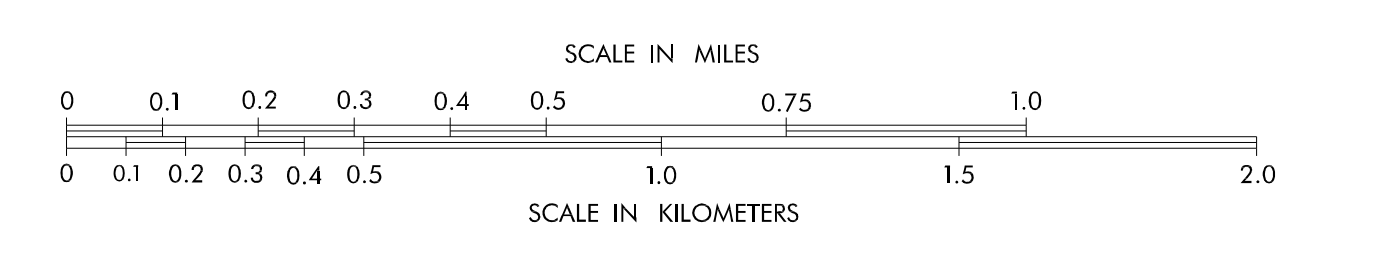 SCALE IN MILES
0 0.1 0.2 0.3 0.4 0.5 0.75 1.0
0 0.1 0.2 0.3 0.4 0.5 1.0 1.5 2.0
SCALE IN KILOMETERS